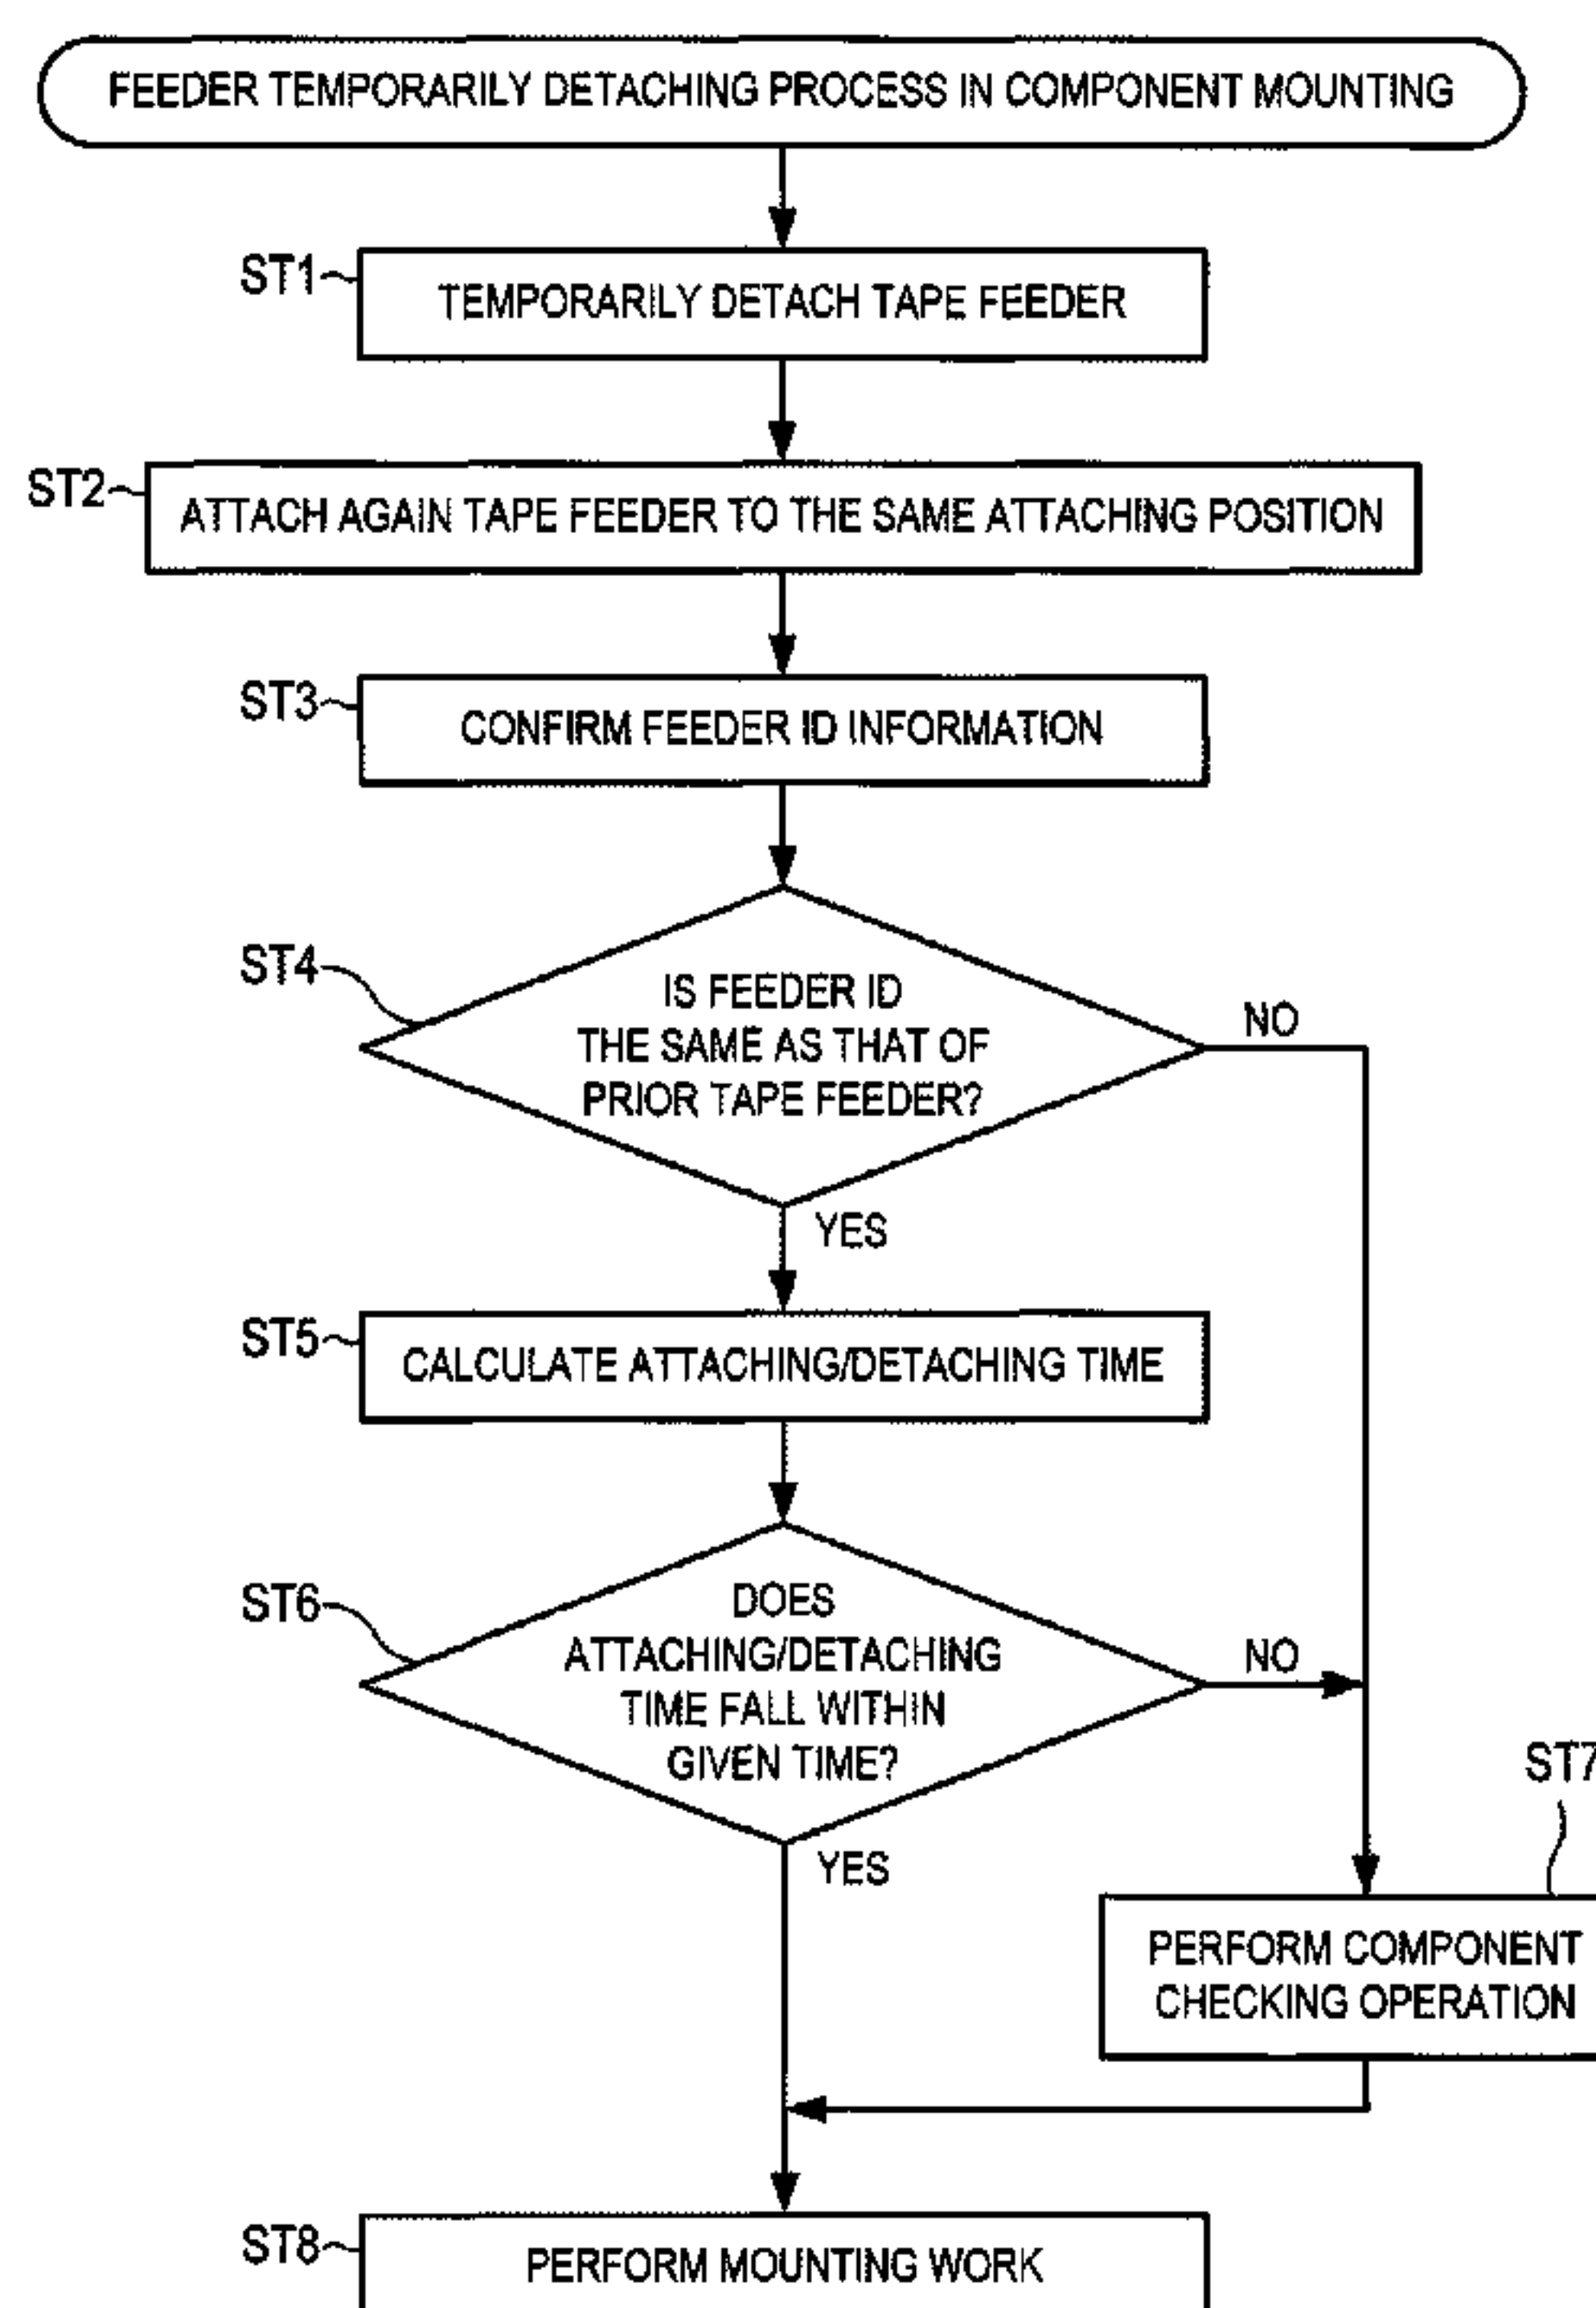 FEEDER TEMPORARILY DETACHING PROCESS IN COMPONENT MOUNTING
ST1
TEMPORARILY DETACH TAPE FEEDER
ST2
ATTACH AGAIN TAPE FEEDER TO THE SAME ATTACHING POSITION
ST3
CONFIRM FEEDER ID INFORMATION
ST4
IS FEEDER ID
THE SAME AS THAT OF
PRIOR TAPE FEEDER?
NO
YES
ST5
CALCULATE ATTACHING/DETACHING TIME
ST6
DOES
ATTACHING/DETACHING
TIME FALL WITHIN
GIVEN TIME?
NO
YES
ST7
PERFORM COMPONENT
CHECKING OPERATION
ST8
PERFORM MOUNTING WORK